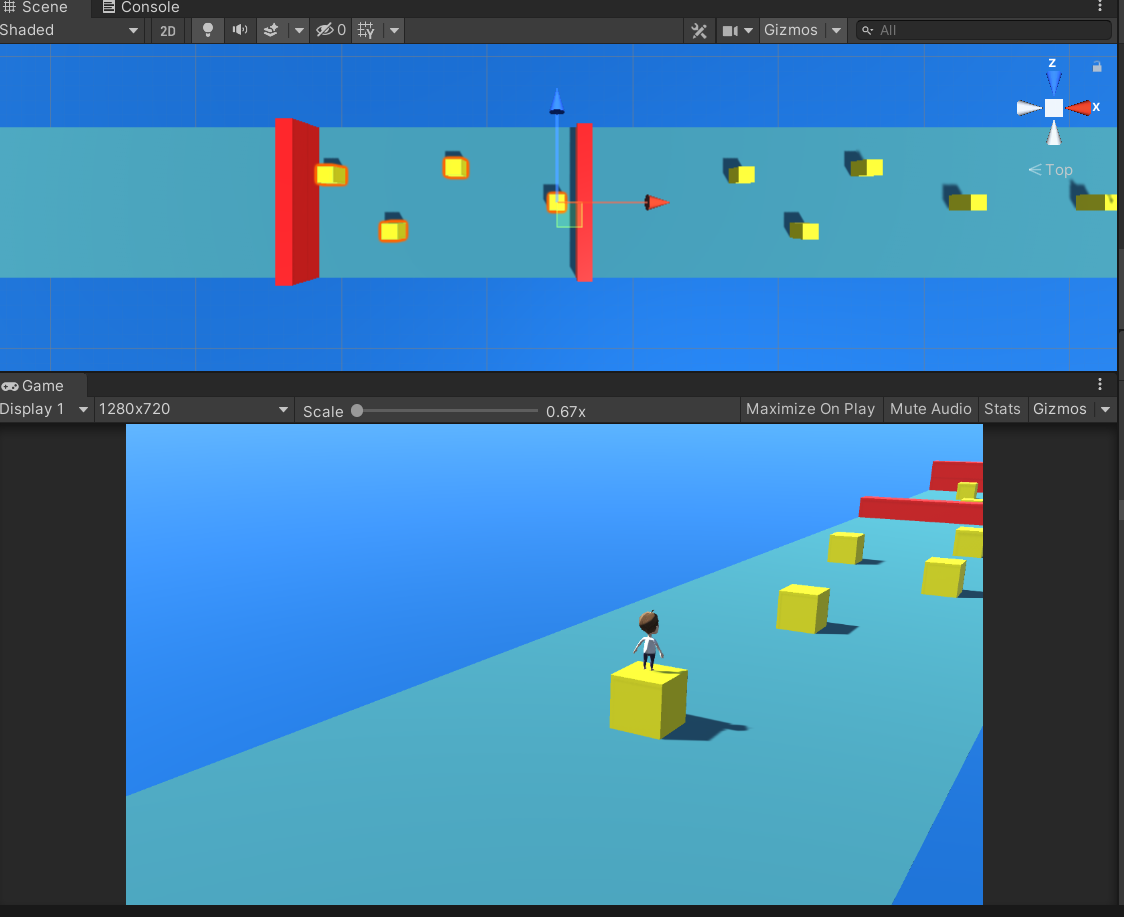 Scene Console
Shaded 2D 0 Gizmos All
z
x
Top
Game
Display 1 1280x720 Scale 0.67x Maximize On Play Mute Audio Stats Gizmos